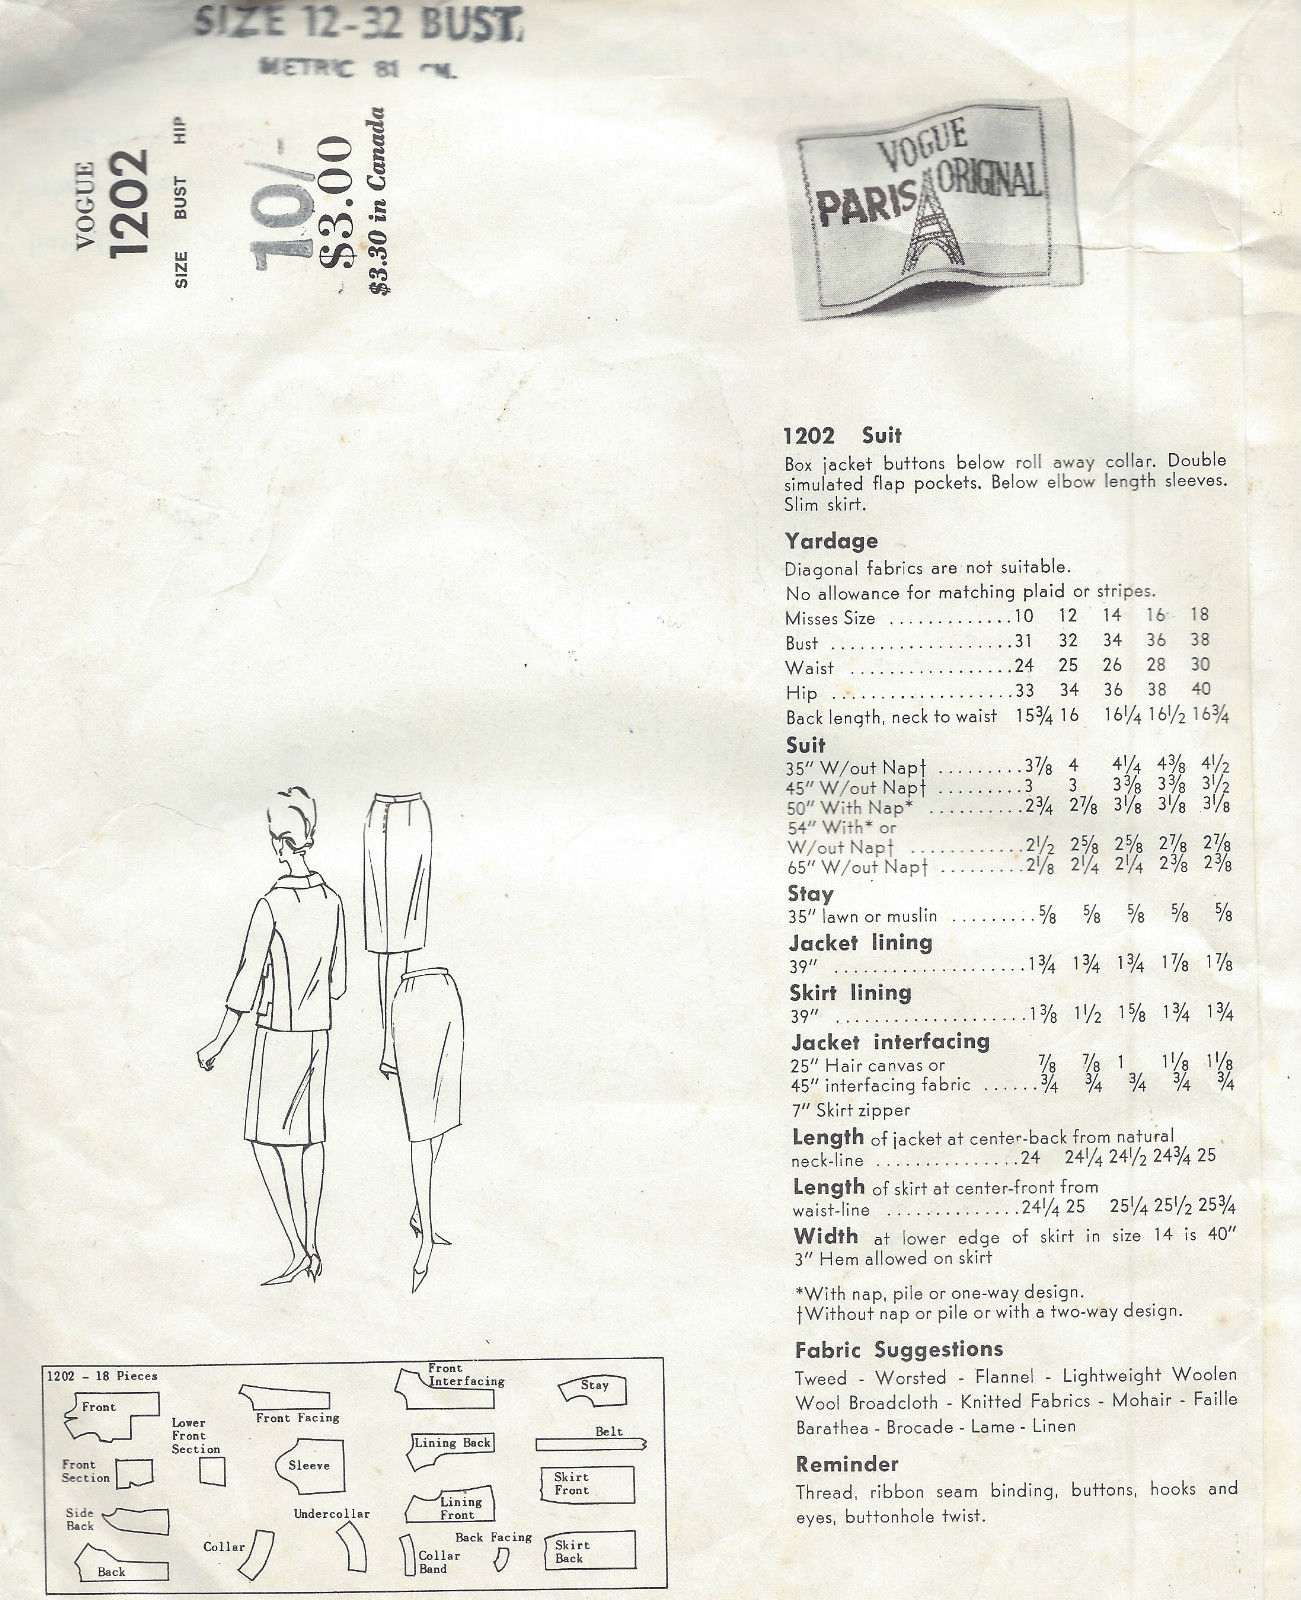 SIZE 12-32 BUST.
METRIC 81 CM.
VOGUE
1202
SIZE BUST HIP
10/-
$3.00
$3.30 in Canada
VOGUE
PARIS ORIGINAL
1202 Suit
Box jacket buttons below roll away collar. Double
simulated flap pockets. Below elbow length sleeves.
Slim skirt.
Yardage
Diagonal fabrics are not suitable.
No allowance for matching plaid or stripes.
Misses Size .............10 12 14 16 18
Bust ...................31 32 34 36 38
Waist .................24 25 26 28 30
Hip ...................33 34 36 38 40
Back length, neck to waist 15¾ 16 16¼ 16½ 16¾
Suit
35" W/out Nap† .........3⅞ 4 4¼ 4⅜ 4½
45" W/out Nap† .........3 3 3⅜ 3⅜ 3½
50" With Nap* ..........2¾ 2⅞ 3⅛ 3⅛ 3⅛
54" With* or
W/out Nap† ............2½ 2⅝ 2⅝ 2⅞ 2⅞
65" W/out Nap† .........2⅛ 2¼ 2¼ 2⅜ 2⅜
Stay
35" lawn or muslin .........⅝ ⅝ ⅝ ⅝ ⅝
Jacket lining
39" ....................1¾ 1¾ 1¾ 1⅞ 1⅞
Skirt lining
39" ....................1⅜ 1½ 1⅝ 1¾ 1¾
Jacket interfacing
25" Hair canvas or ⅞ ⅞ 1 1⅛ 1⅛
45" interfacing fabric ......¾ ¾ ¾ ¾ ¾
7" Skirt zipper
Length of jacket at center-back from natural
neck-line ...............24 24¼ 24½ 24¾ 25
Length of skirt at center-front from
waist-line ..............24¼ 25 25¼ 25½ 25¾
Width at lower edge of skirt in size 14 is 40"
3" Hem allowed on skirt
*With nap, pile or one-way design.
†Without nap or pile or with a two-way design.
Fabric Suggestions
Tweed - Worsted - Flannel - Lightweight Woolen
Wool Broadcloth - Knitted Fabrics - Mohair - Faille
Barathea - Brocade - Lame - Linen
Reminder
Thread, ribbon seam binding, buttons, hooks and
eyes, buttonhole twist.
1202 - 18 Pieces
Front
Front Facing
Front
Interfacing
Stay
Lower
Front
Section
Front
Section
Sleeve
Lining Back
Belt
Skirt
Front
Side
Back
Undercollar
Lining
Front
Back
Collar
Collar
Band
Back Facing
Skirt
Back